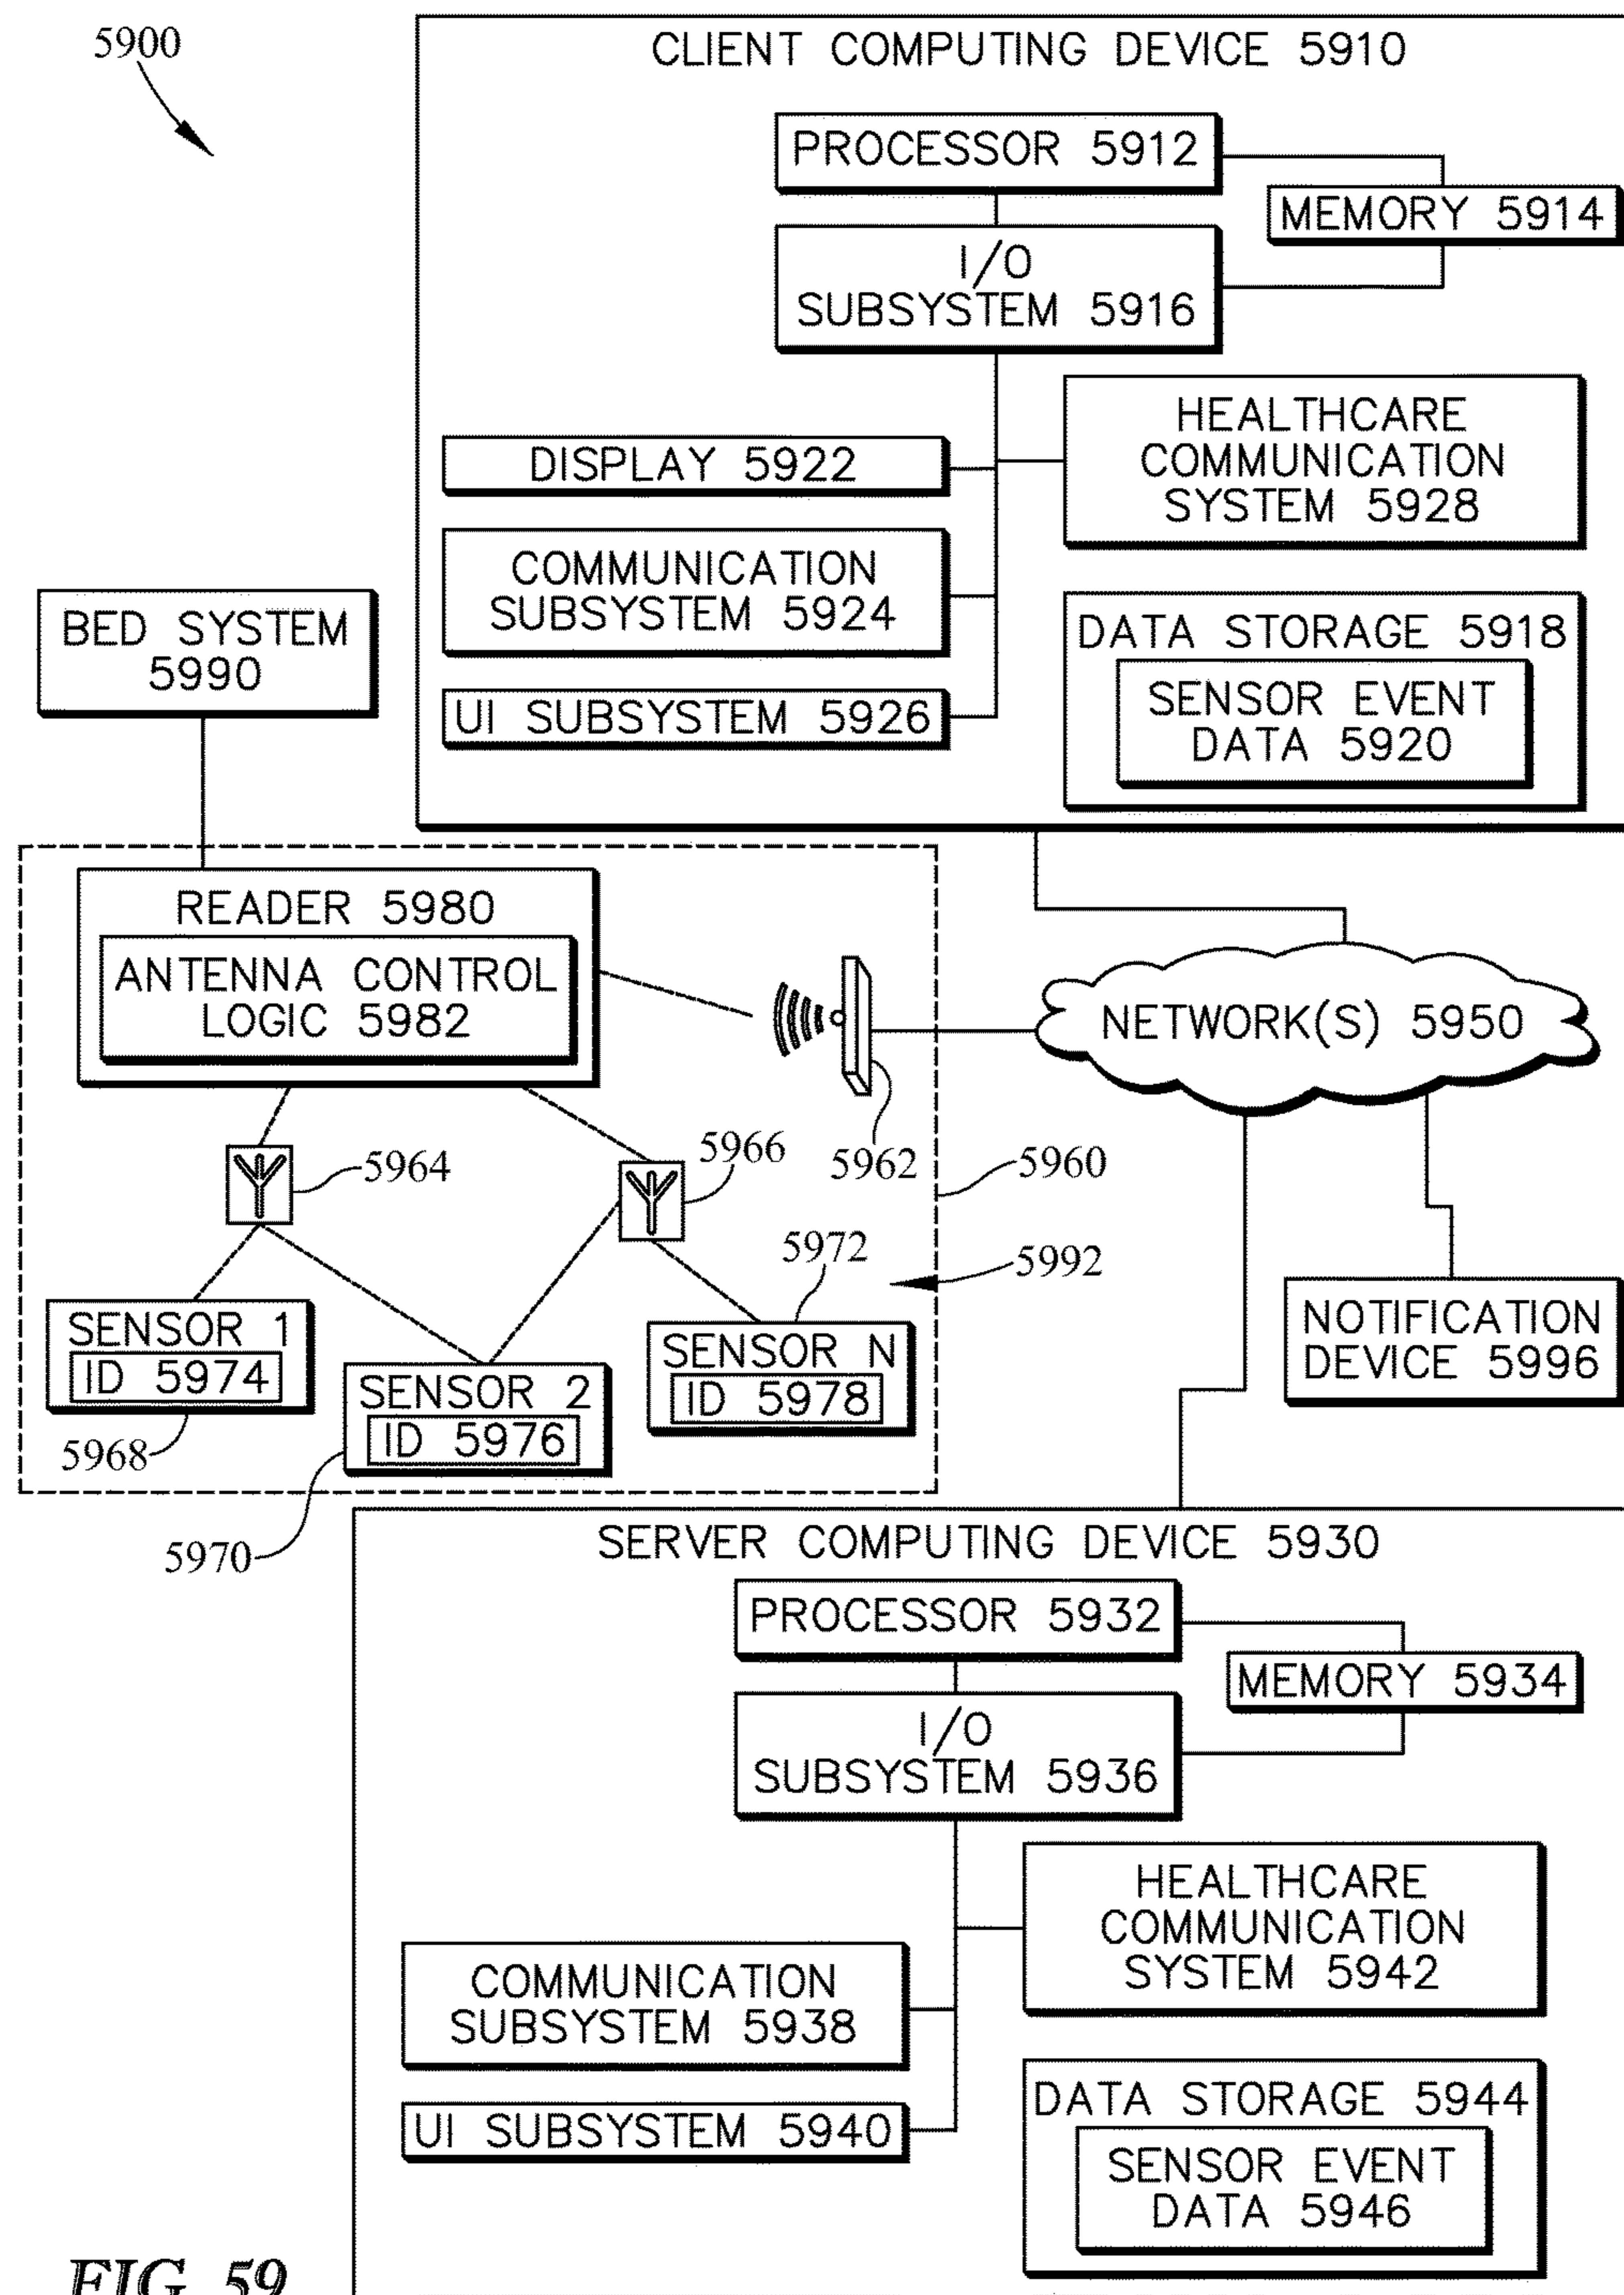 5900
CLIENT COMPUTING DEVICE 5910
PROCESSOR 5912
MEMORY 5914
I/O
SUBSYSTEM 5916
HEALTHCARE
COMMUNICATION
SYSTEM 5928
DISPLAY 5922
COMMUNICATION
SUBSYSTEM 5924
UI SUBSYSTEM 5926
DATA STORAGE 5918
SENSOR EVENT
DATA 5920
BED SYSTEM
5990
READER 5980
ANTENNA CONTROL
LOGIC 5982
NETWORK(S) 5950
5964
5966
5962
5960
5972
5992
SENSOR 1
ID 5974
5968
SENSOR 2
ID 5976
5970
SENSOR N
ID 5978
NOTIFICATION
DEVICE 5996
SERVER COMPUTING DEVICE 5930
PROCESSOR 5932
MEMORY 5934
I/O
SUBSYSTEM 5936
HEALTHCARE
COMMUNICATION
SYSTEM 5942
COMMUNICATION
SUBSYSTEM 5938
UI SUBSYSTEM 5940
DATA STORAGE 5944
SENSOR EVENT
DATA 5946
FIG. 59